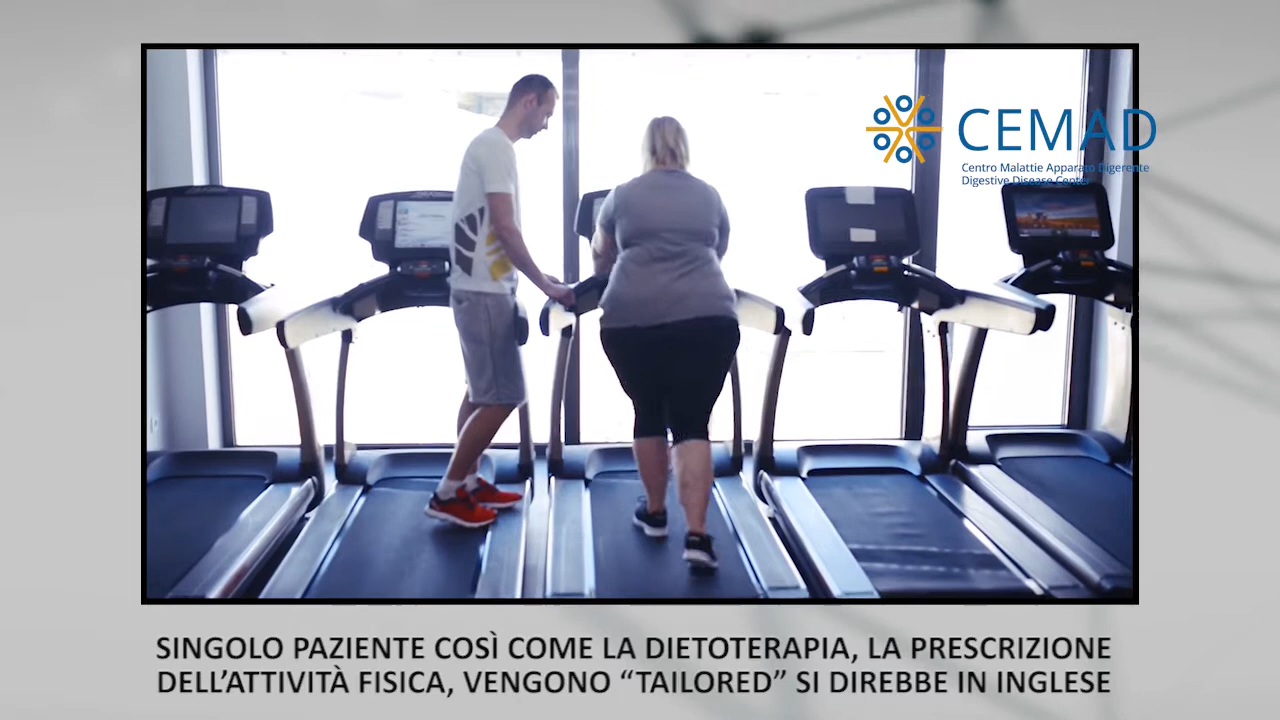 CEMAD
Centro Malattie Apparato Digerente
Digestive Disease Center
SINGOLO PAZIENTE COSÌ COME LA DIETOTERAPIA, LA PRESCRIZIONE
DELL’ATTIVITÀ FISICA, VENGONO “TAILORED” SI DIREBBE IN INGLESE